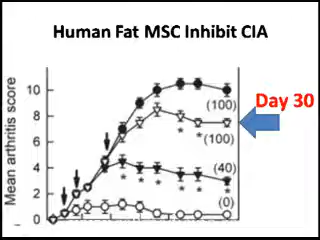 Human Fat MSC Inhibit CIA
Mean arthritis score
10
8
6
4
2
0
(100)
Day 30
(100)
(40)
(0)
* *
* * * * *